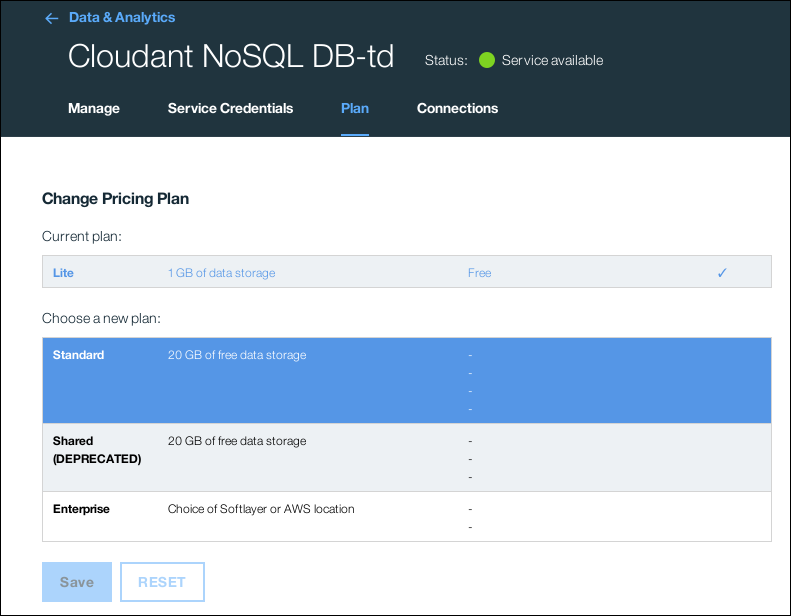 ← Data & Analytics
Cloudant NoSQL DB-td Status: Service available
Manage Service Credentials Plan Connections
Change Pricing Plan
Current plan:
Lite 1 GB of data storage Free ✓
Choose a new plan:
Standard 20 GB of free data storage -
-
-
-
Shared 20 GB of free data storage -
(DEPRECATED) -
-
Enterprise Choice of Softlayer or AWS location -
-
Save RESET